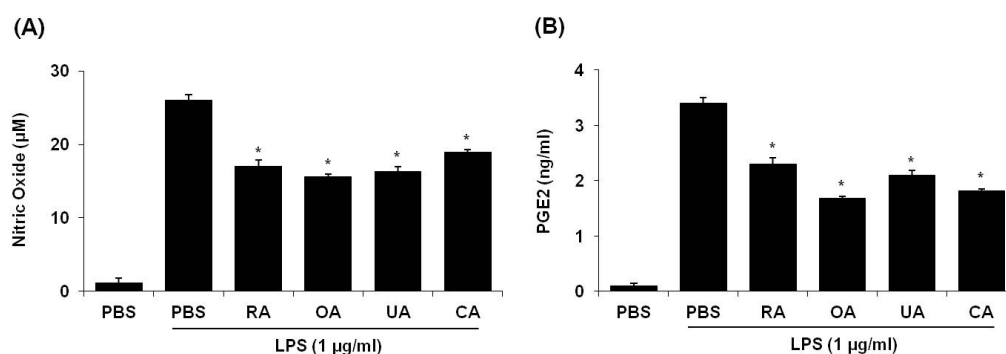 (A)
Nitric Oxide (µM)
30
20
10
0
*
*
*
*
PBS PBS RA OA UA CA
LPS (1 µg/ml)
(B)
PGE2 (ng/ml)
4
3
2
1
0
*
*
*
*
PBS PBS RA OA UA CA
LPS (1 µg/ml)